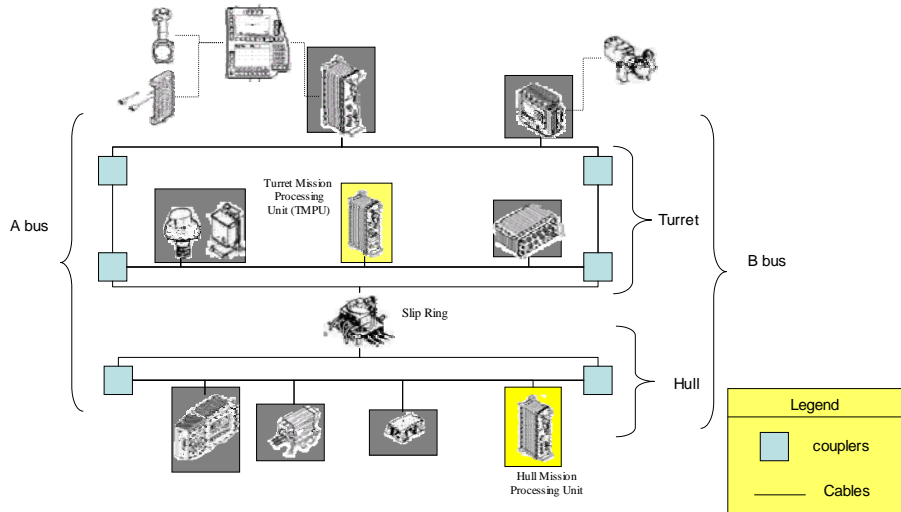 Turret Mission
Processing
Unit (TMPU)
A bus
Turret
B bus
Slip Ring
Hull
Legend
couplers
Cables
Hull Mission
Processing Unit